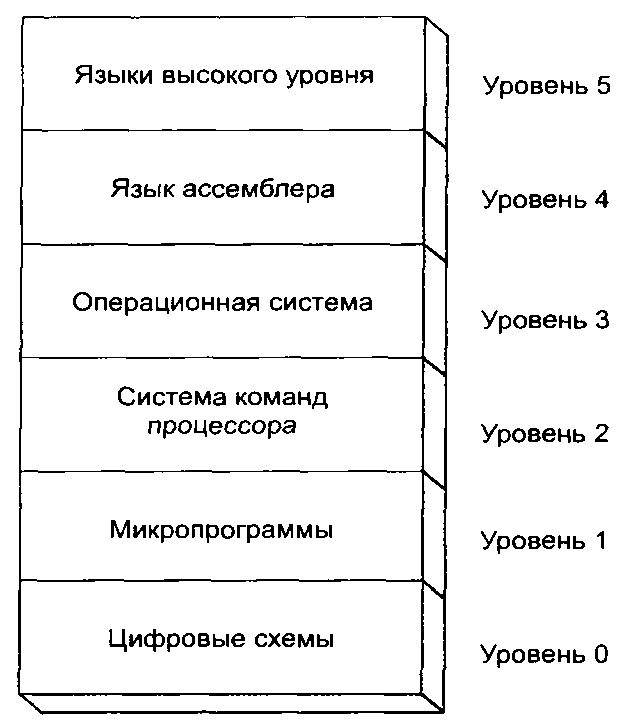 Языки высокого уровня
Уровень 5
Язык ассемблера
Уровень 4
Операционная система
Уровень 3
Система команд
процессора
Уровень 2
Микропрограммы
Уровень 1
Цифровые схемы
Уровень 0